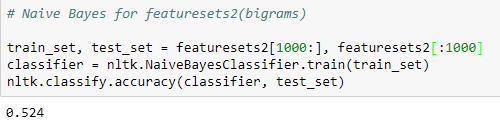 # Naive Bayes for featuresets2(bigrams)
train_set, test_set = featuresets2[1000:], featuresets2[:1000]
classifier = nltk.NaiveBayesClassifier.train(train_set)
nltk.classify.accuracy(classifier, test_set)
0.524